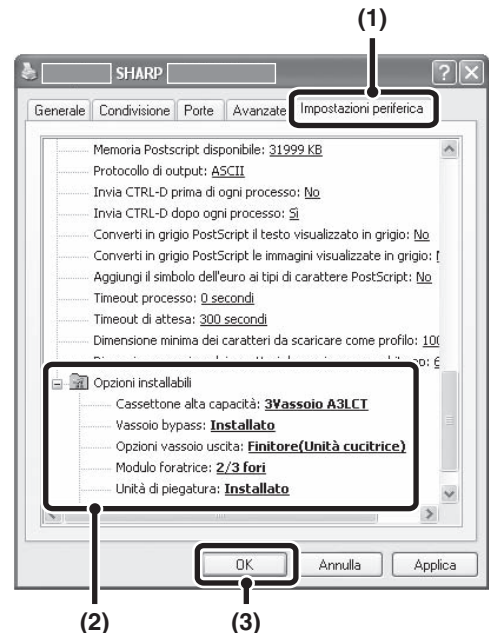 (1)
SHARP
Generale Condivisione Porte Avanzate Impostazioni periferica
Memoria Postscript disponibile: 31999 KB
Protocollo di output: ASCII
Invia CTRL-D prima di ogni processo: No
Invia CTRL-D dopo ogni processo: Sì
Converti in grigio PostScript il testo visualizzato in grigio: No
Converti in grigio PostScript le immagini visualizzate in grigio:
Aggiungi il simbolo dell'euro ai tipi di carattere PostScript: No
Timeout processo: 0 secondi
Timeout di attesa: 300 secondi
Dimensione minima dei caratteri da scaricare come profilo: 100
Opzioni installabili
Cassettone alta capacità: 3Vassoio A3LCT
Vassoio bypass: Installato
Opzioni vassoio uscita: Finitore(Unità cucitrice)
Modulo foratrice: 2/3 fori
Unità di piegatura: Installato
OK Annulla Applica
(2) (3)